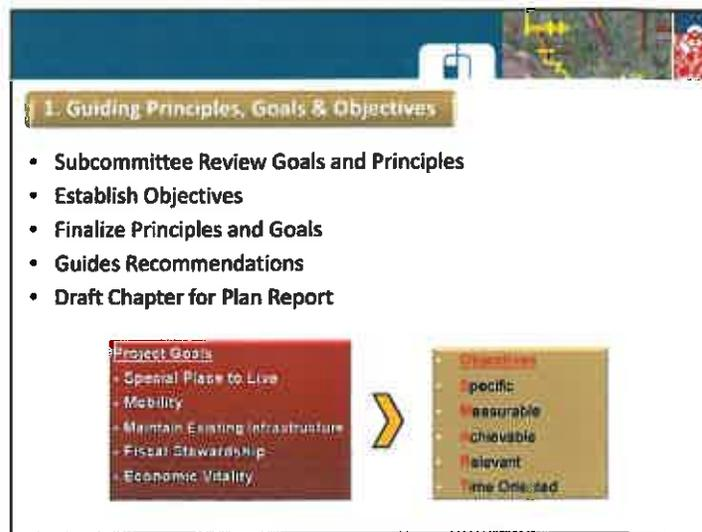 1. Guiding Principles, Goals & Objectives
• Subcommittee Review Goals and Principles
• Establish Objectives
• Finalize Principles and Goals
• Guides Recommendations
• Draft Chapter for Plan Report
Project Goals
- Special Place to Live
- Mobility
- Maintain Existing Infrastructure
- Fiscal Stewardship
- Economic Vitality
Objectives
Specific
Measurable
Achievable
Relevant
Time Oriented